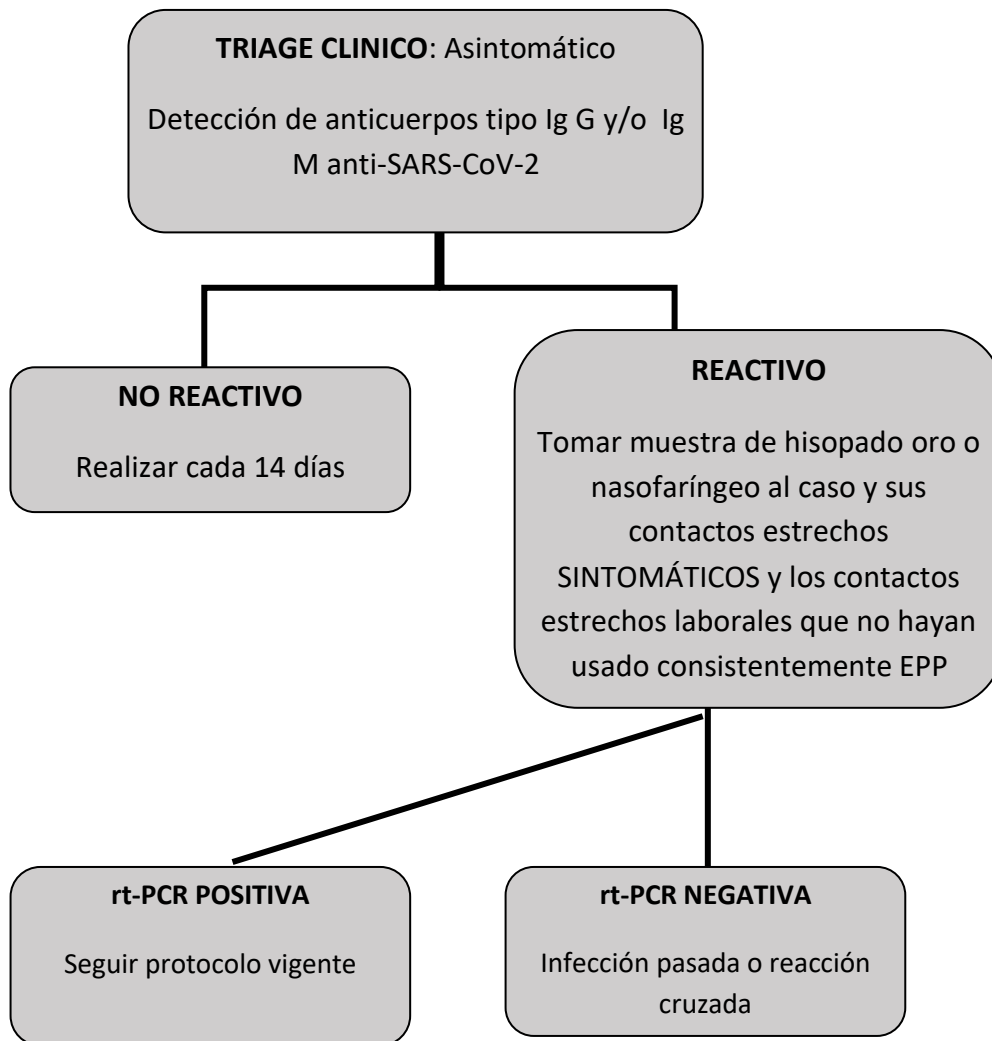 TRIAGE CLINICO: Asintomático
Detección de anticuerpos tipo Ig G y/o Ig
M anti-SARS-CoV-2
NO REACTIVO
Realizar cada 14 días
REACTIVO
Tomar muestra de hisopado oro o
nasofaríngeo al caso y sus
contactos estrechos
SINTOMÁTICOS y los contactos
estrechos laborales que no hayan
usado consistentemente EPP
rt-PCR POSITIVA
Seguir protocolo vigente
rt-PCR NEGATIVA
Infección pasada o reacción
cruzada